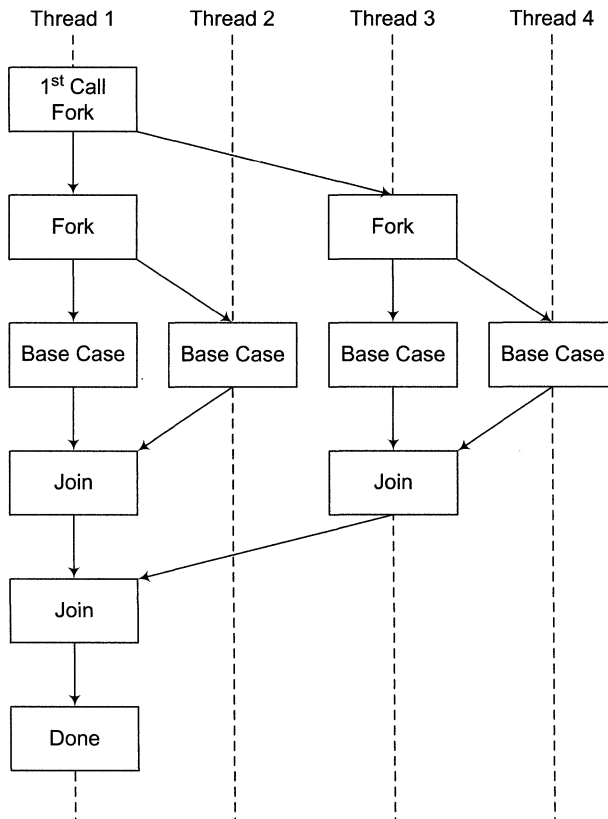 Thread 1 Thread 2 Thread 3 Thread 4
1st Call
Fork
Fork Fork
Base Case Base Case Base Case Base Case
Join Join
Join
Done